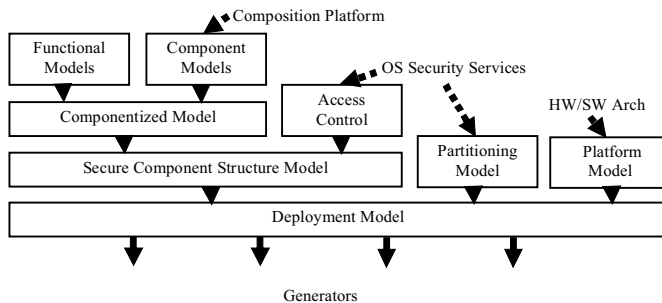 Composition Platform
Functional
Models
Component
Models
OS Security Services
Access
Control
HW/SW Arch
Componentized Model
Partitioning
Model
Platform
Model
Secure Component Structure Model
Deployment Model
Generators